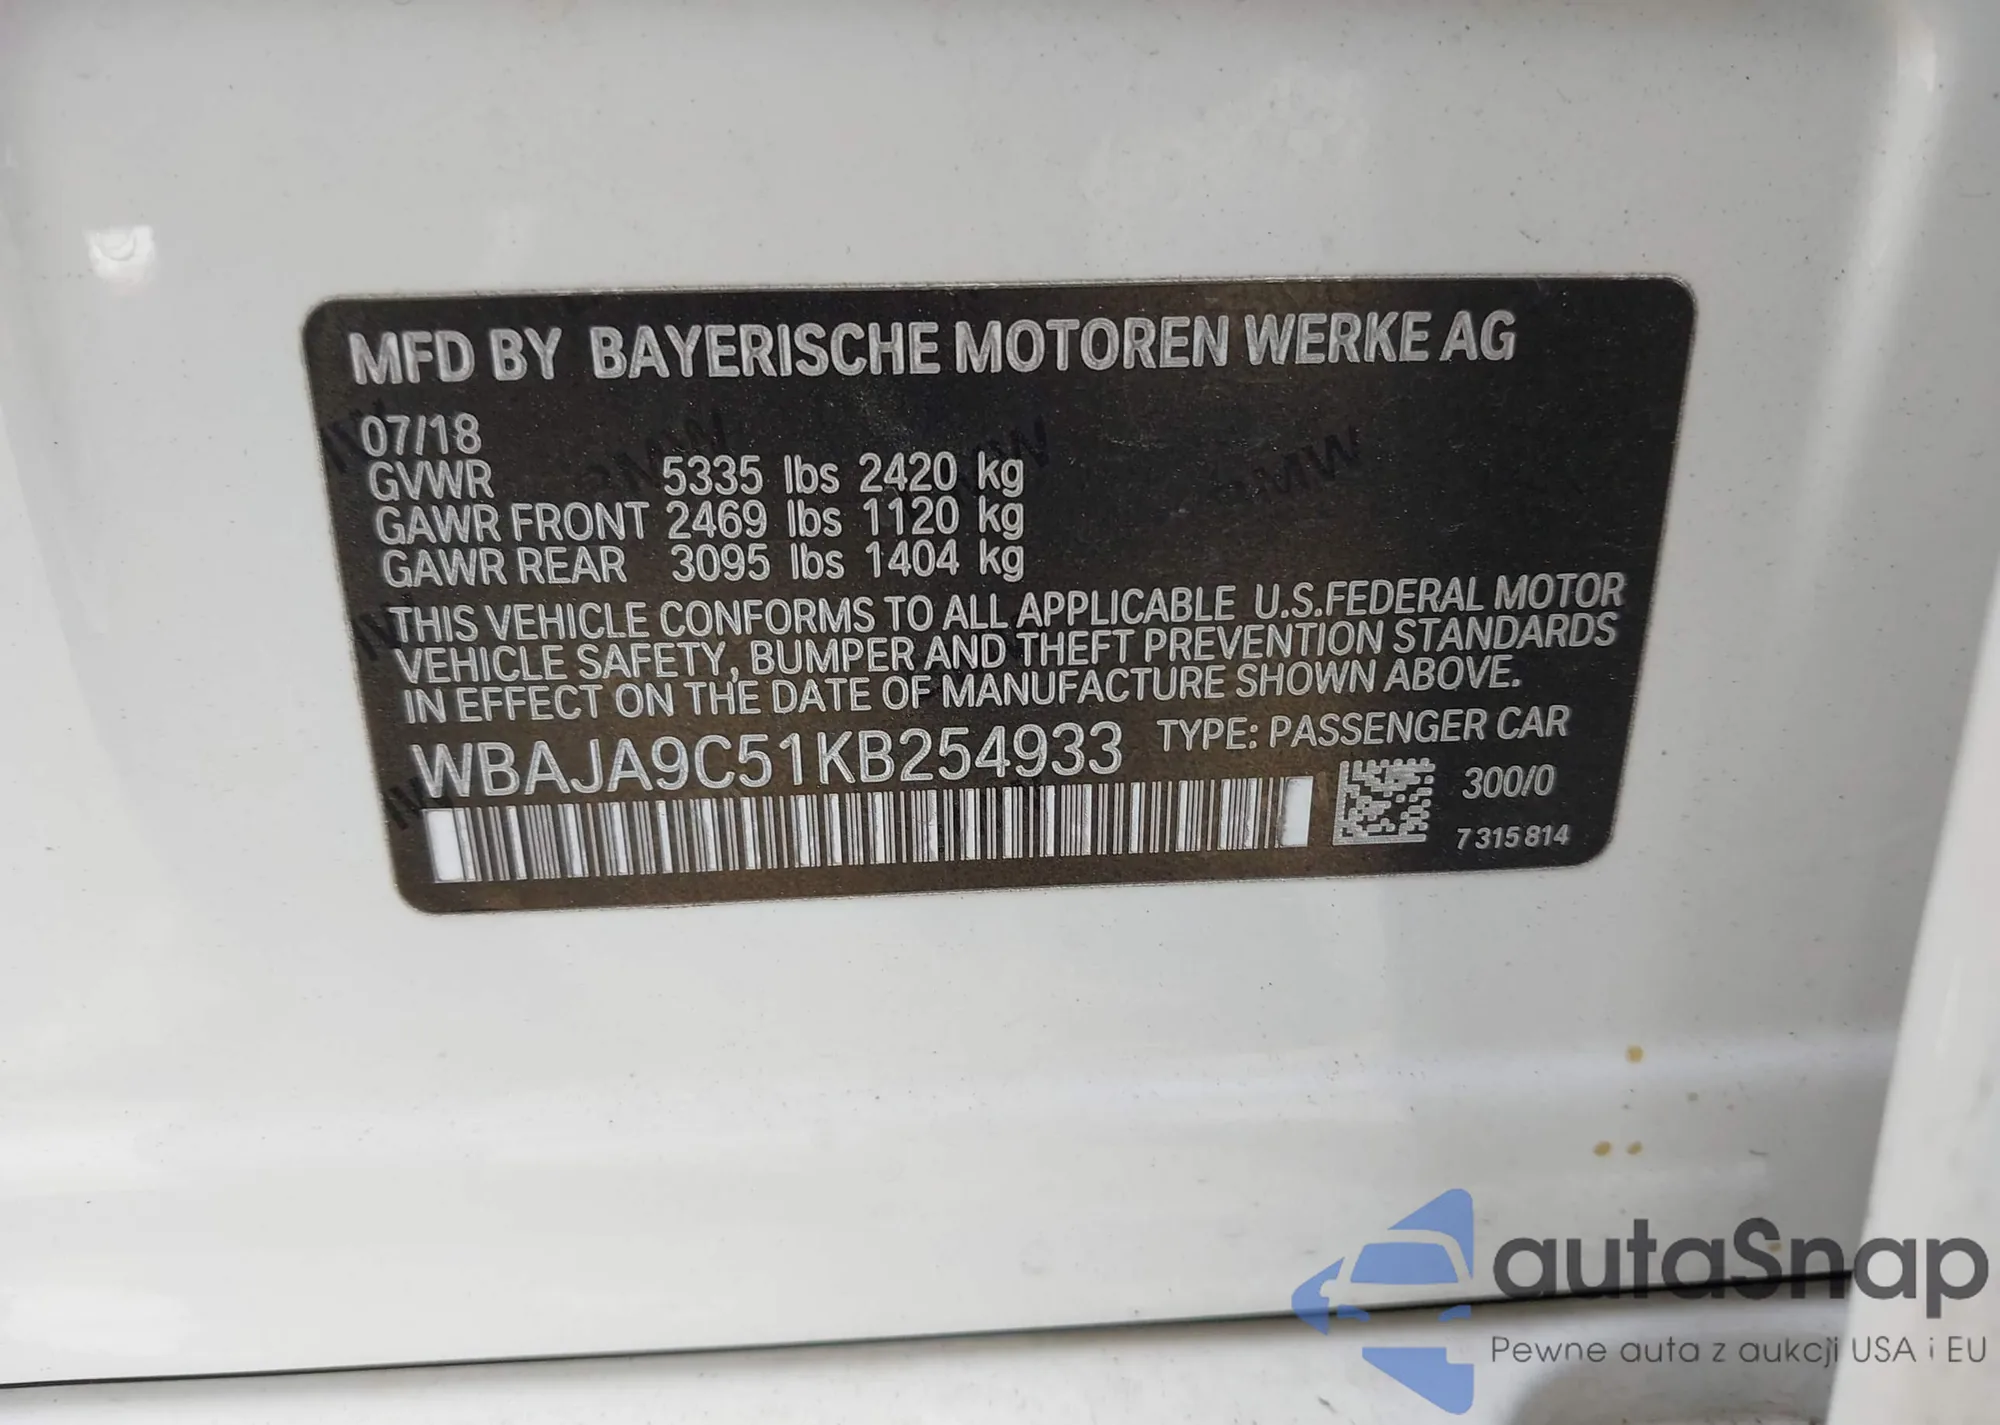 MFD BY BAYERISCHE MOTOREN WERKE AG
07/18
GVWR 5335 lbs 2420 kg
GAWR FRONT 2469 lbs 1120 kg
GAWR REAR 3095 lbs 1404 kg
THIS VEHICLE CONFORMS TO ALL APPLICABLE U.S.FEDERAL MOTOR
VEHICLE SAFETY, BUMPER AND THEFT PREVENTION STANDARDS
IN EFFECT ON THE DATE OF MANUFACTURE SHOWN ABOVE.
WBAJA9C51KB254933 TYPE: PASSENGER CAR
300/0
7315814
autaSnap
Pewne auta z aukcji USA i EU